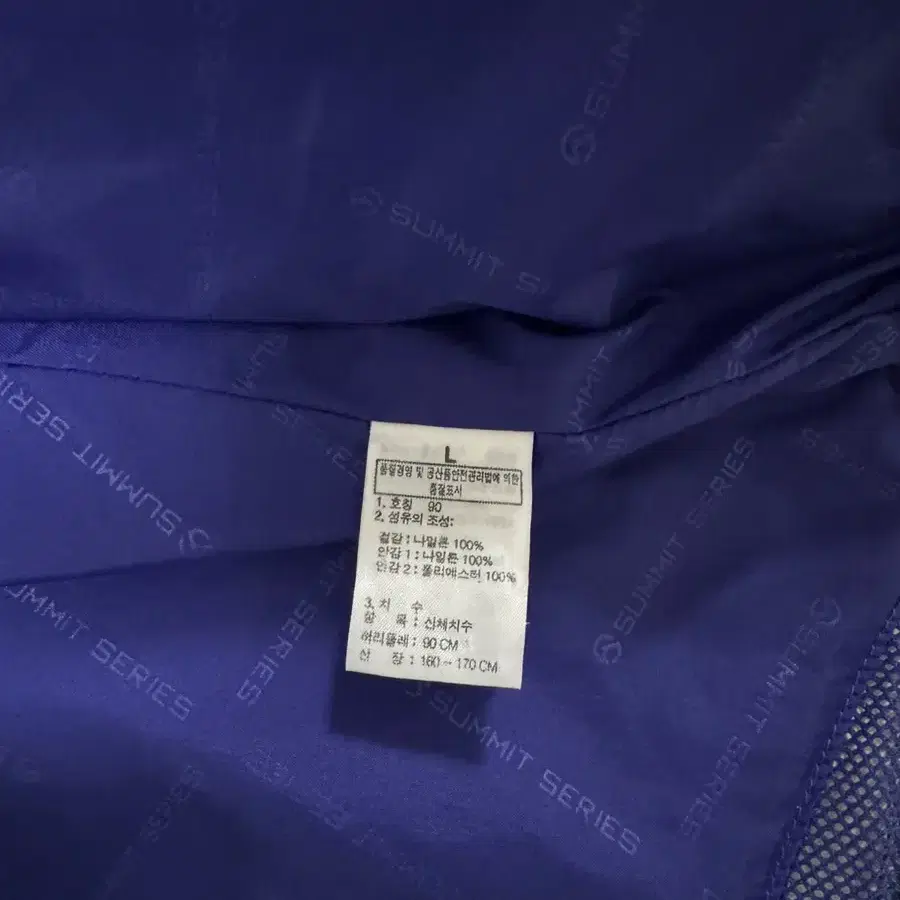 SUMMIT
SUMMIT S
SUMMIT
SUMMIT SERIES
SERIES
SUMMIT SERIES
SUMMIT SERIES
SUMMIT
SUMMIT SERIES
L
품질경영 및 공산품안전관리법에 의한
품질표시
1. 호칭 90
2. 섬유의 조성:
겉감 : 나일론 100%
안감 1 : 나일론 100%
안감 2 : 폴리에스터 100%
3. 치 수
항 목 : 신체치수
허리둘레 : 90 CM
신 장 : 160 ~ 170 CM